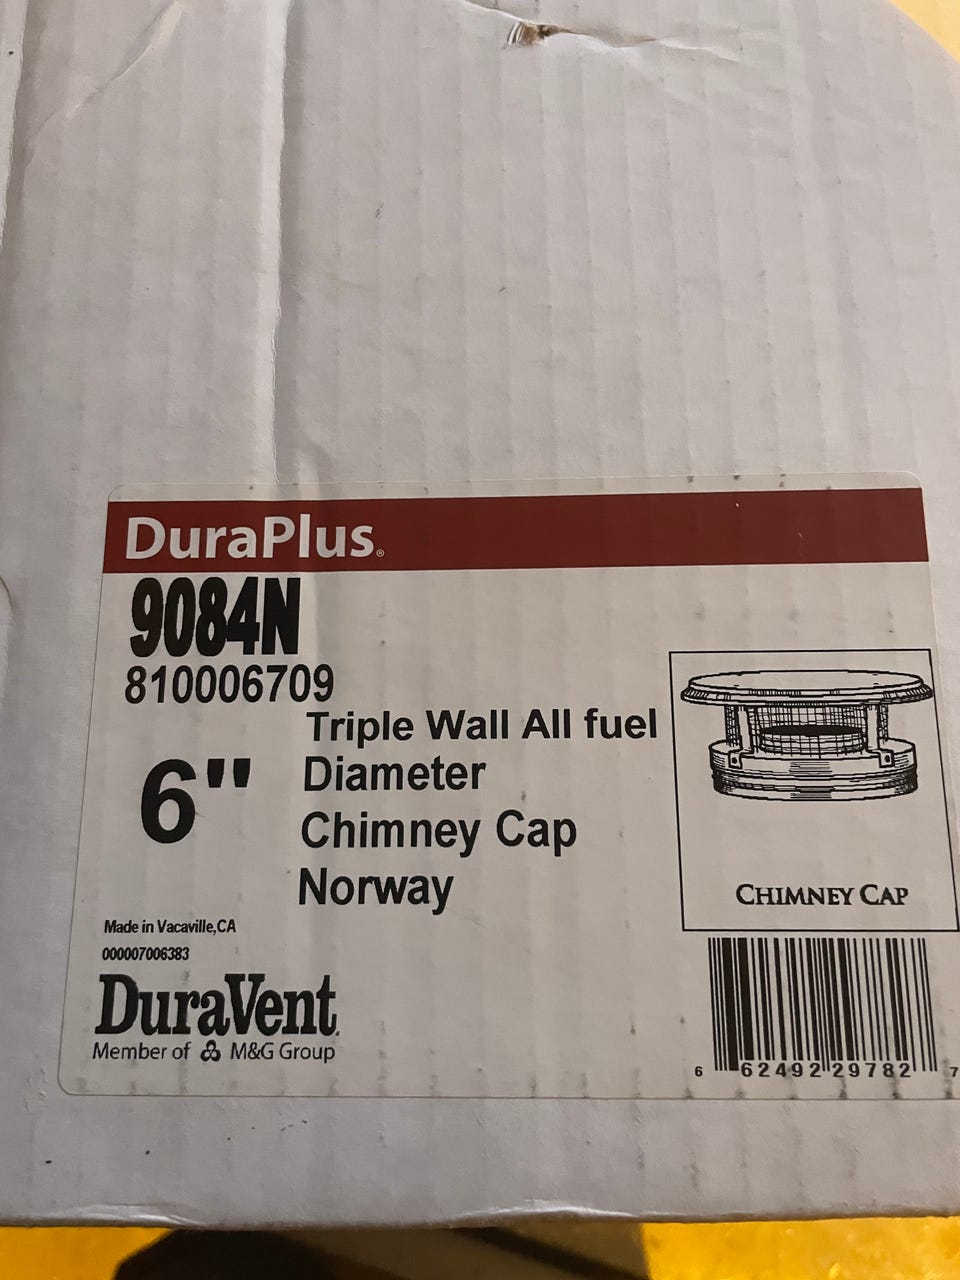 DuraPlus®
9084N
810006709
6"
Triple Wall All fuel
Diameter
Chimney Cap
Norway
CHIMNEY CAP
Made in Vacaville,CA
000007006383
DuraVent
Member of M&G Group
6 62492 29782 7